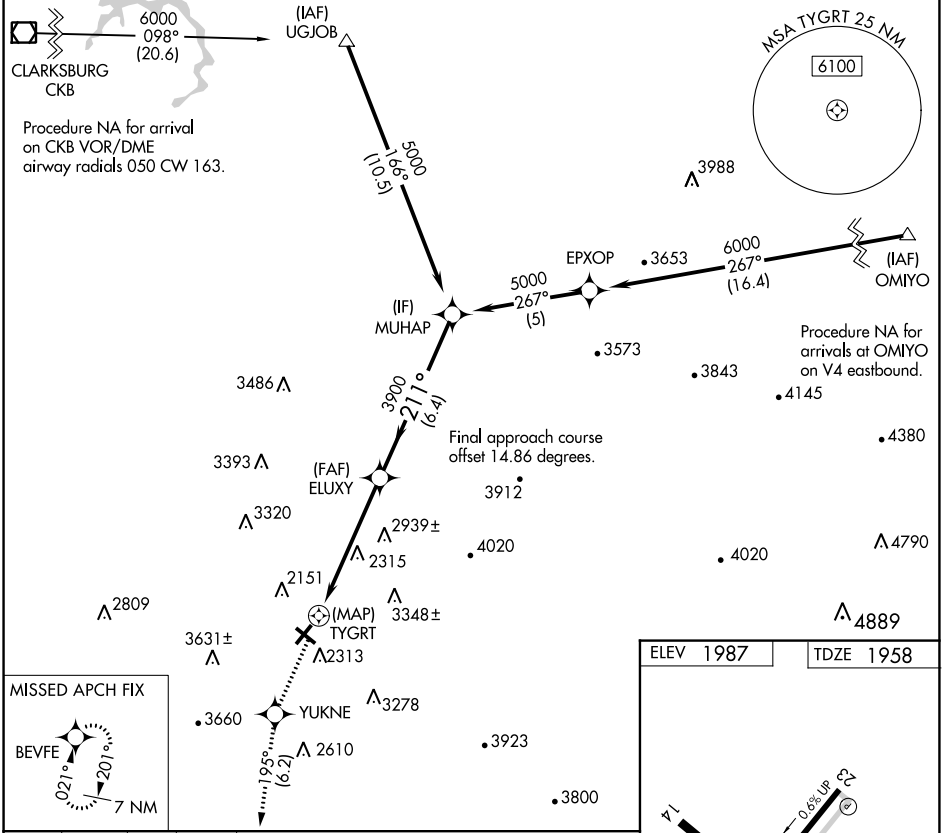 6000
098°
(20.6)
(IAF)
UGJOB
CLARKSBURG
CKB
Procedure NA for arrival
on CKB VOR/DME
airway radials 050 CW 163.
MSA TYGRT 25 NM
6100
5000
166°
(10.5)
3988
EPXOP
3653
6000
267°
(16.4)
(IAF)
OMIYO
5000
267°
(5)
(IF)
MUHAP
Procedure NA for
arrivals at OMIYO
on V4 eastbound.
3573
3843
4145
3486
3900
211°
(6.4)
Final approach course
offset 14.86 degrees.
4380
3393
(FAF)
ELUXY
3912
3320
2939±
2315
4020
4020
4790
2151
2809
3348±
(MAP)
TYGRT
4889
3631±
2313
ELEV 1987
TDZE 1958
MISSED APCH FIX
BEVFE
021°
201°
7 NM
3660
YUKNE
3278
195°
(6.2)
2610
3923
3800
14
0.6% UP
23
P